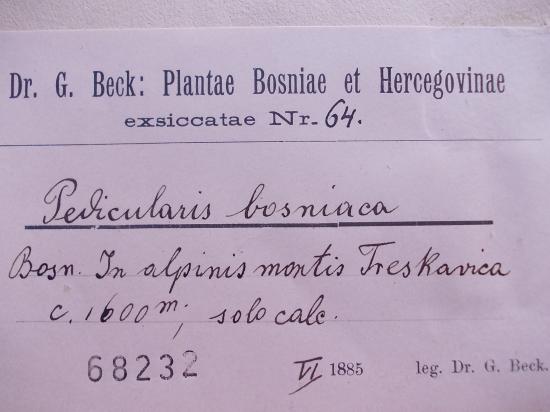 Dr. G. Beck: Plantae Bosniae et Hercegovinae
exsiccatae Nr. 64.
Pedicularis bosniaca
Bosn. In alpinis montis Treskavica
c. 1600 m; solo calc.
68232 VI 1885 leg. Dr. G. Beck.